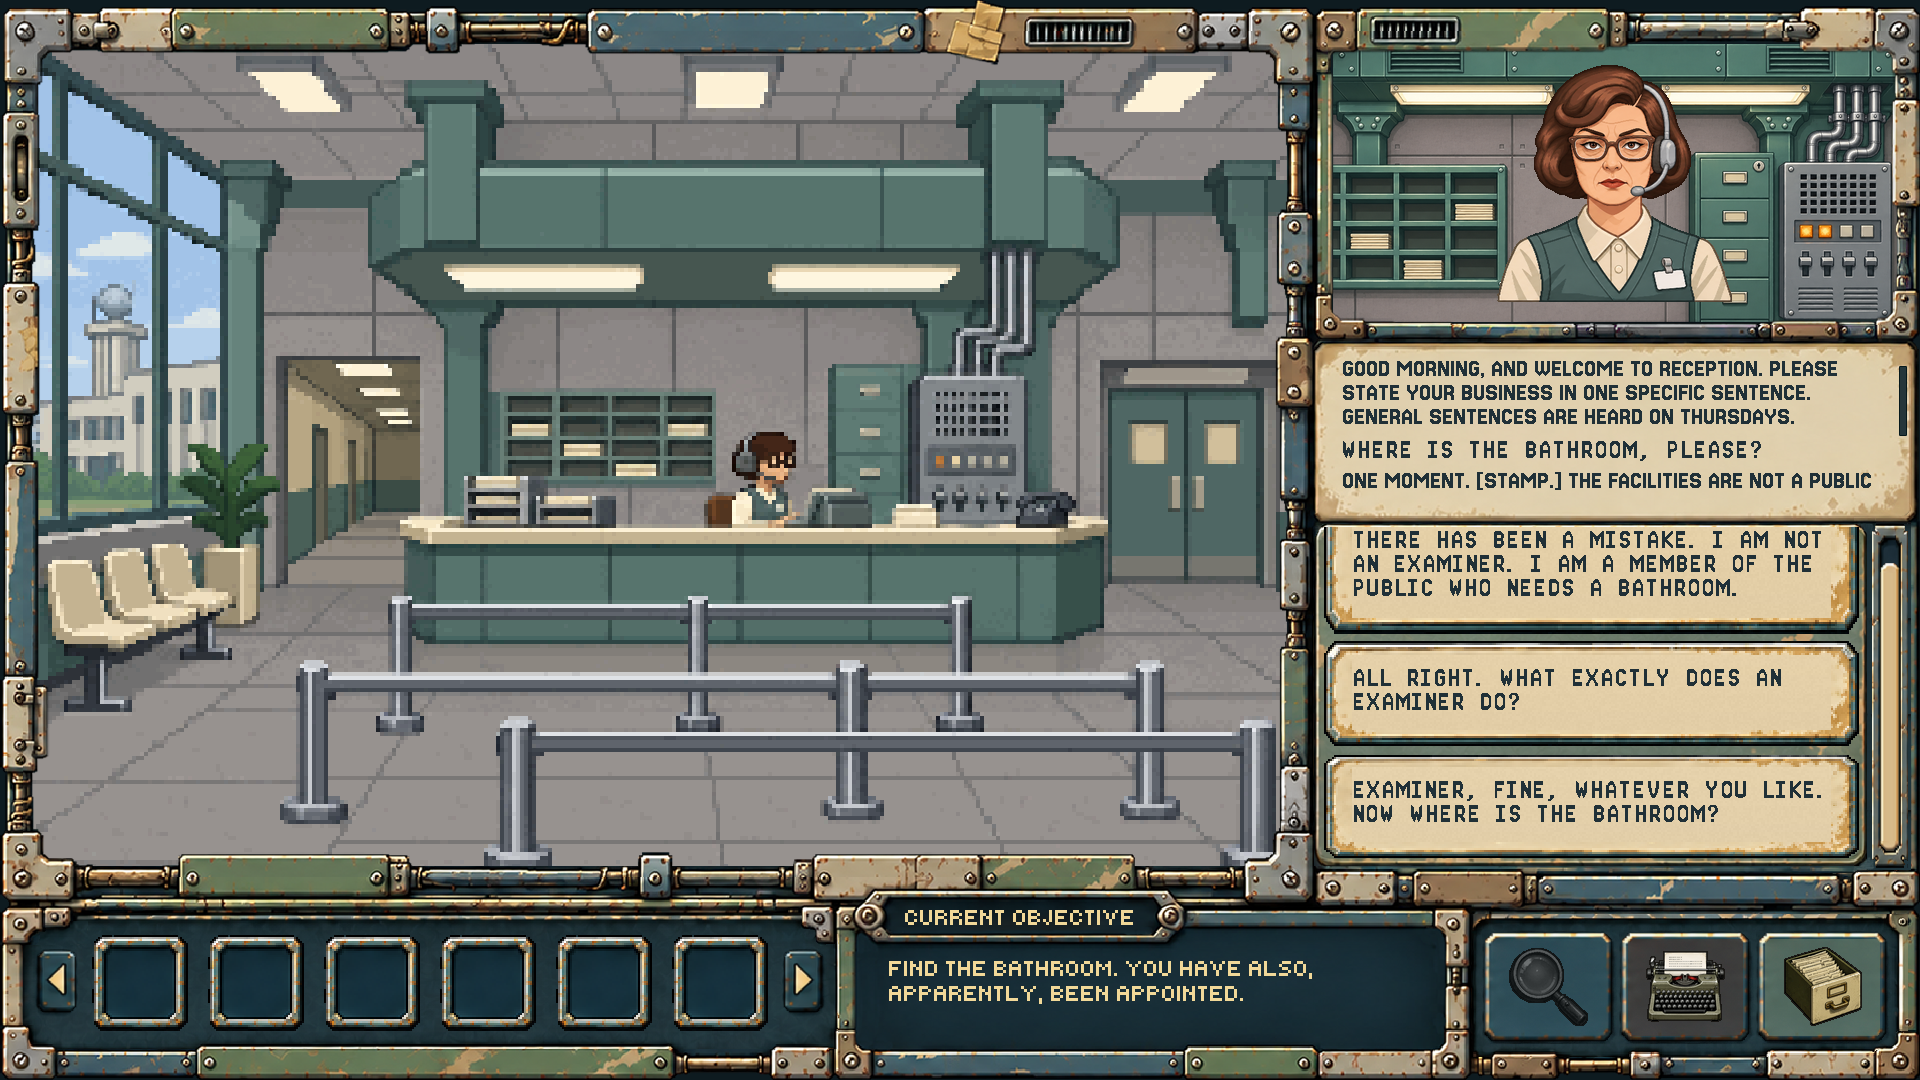 GOOD MORNING, AND WELCOME TO RECEPTION. PLEASE
STATE YOUR BUSINESS IN ONE SPECIFIC SENTENCE.
GENERAL SENTENCES ARE HEARD ON THURSDAYS.
WHERE IS THE BATHROOM, PLEASE?
ONE MOMENT. [STAMP.] THE FACILITIES ARE NOT A PUBLIC
THERE HAS BEEN A MISTAKE. I AM NOT
AN EXAMINER. I AM A MEMBER OF THE
PUBLIC WHO NEEDS A BATHROOM.
ALL RIGHT. WHAT EXACTLY DOES AN
EXAMINER DO?
EXAMINER, FINE, WHATEVER YOU LIKE.
NOW WHERE IS THE BATHROOM?
CURRENT OBJECTIVE
FIND THE BATHROOM. YOU HAVE ALSO,
APPARENTLY, BEEN APPOINTED.